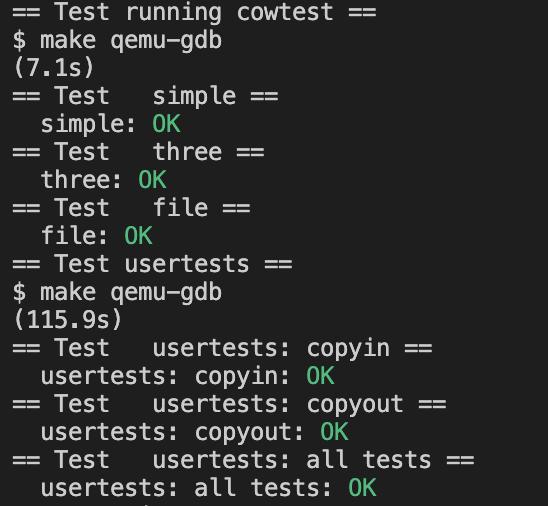 == Test running cowtest ==
$ make qemu-gdb
(7.1s)
== Test   simple ==
  simple: OK
== Test   three ==
  three: OK
== Test   file ==
  file: OK
== Test usertests ==
$ make qemu-gdb
(115.9s)
== Test   usertests: copyin ==
  usertests: copyin: OK
== Test   usertests: copyout ==
  usertests: copyout: OK
== Test   usertests: all tests ==
  usertests: all tests: OK